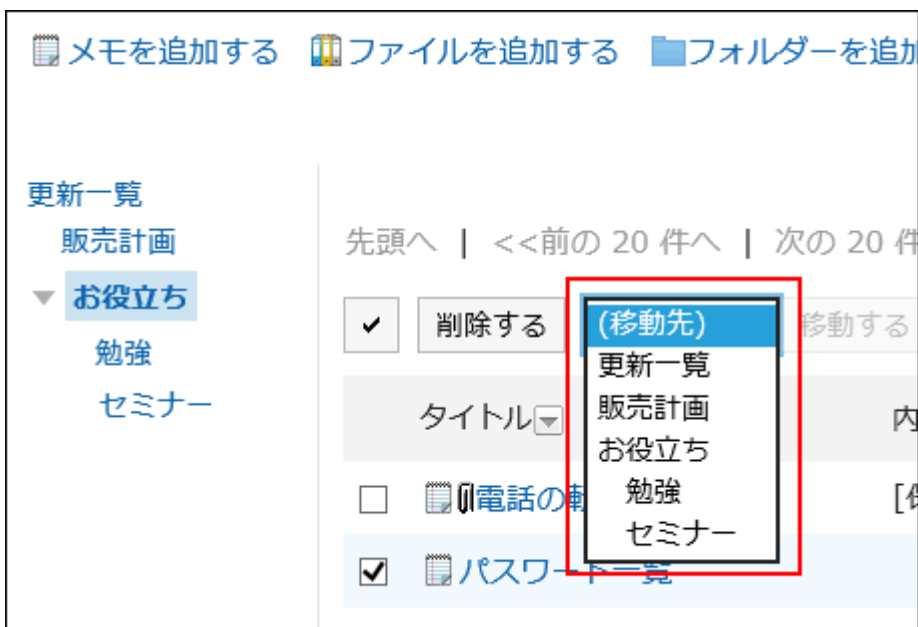 メモを追加する ファイルを追加する フォルダーを追加
更新一覧
販売計画
お役立ち
勉強
セミナー
先頭へ | <<前の 20 件へ | 次の 20 件
削除する (移動先) 移動する
更新一覧
販売計画
お役立ち
勉強
セミナー
タイトル 内
電話の転 [保
パスワード一覧